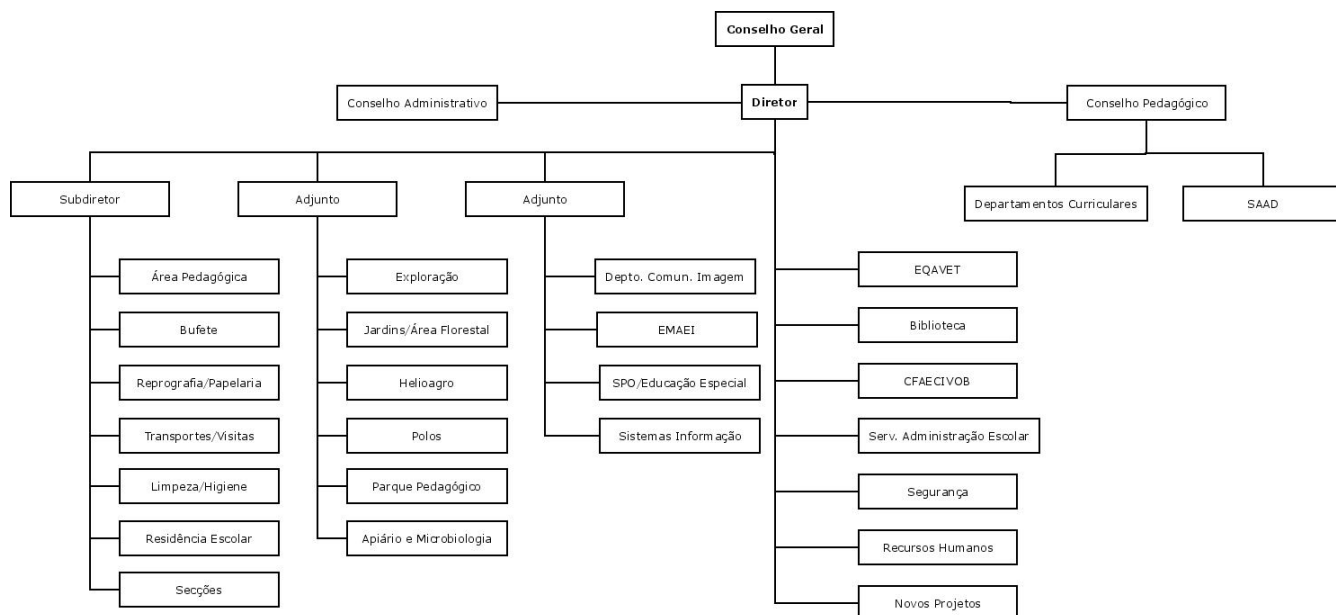 Conselho Geral
Conselho Administrativo
Diretor
Conselho Pedagógico
Subdiretor
Adjunto
Adjunto
Departamentos Curriculares
SAAD
Área Pedagógica
Bufete
Reprografia/Papelaria
Transportes/Visitas
Limpeza/Higiene
Residência Escolar
Secções
Exploração
Jardins/Área Florestal
Helioagro
Polos
Parque Pedagógico
Apiário e Microbiologia
Depto. Comun. Imagem
EMAEI
SPO/Educação Especial
Sistemas Informação
EQAVET
Biblioteca
CFAECIVOB
Serv. Administração Escolar
Segurança
Recursos Humanos
Novos Projetos